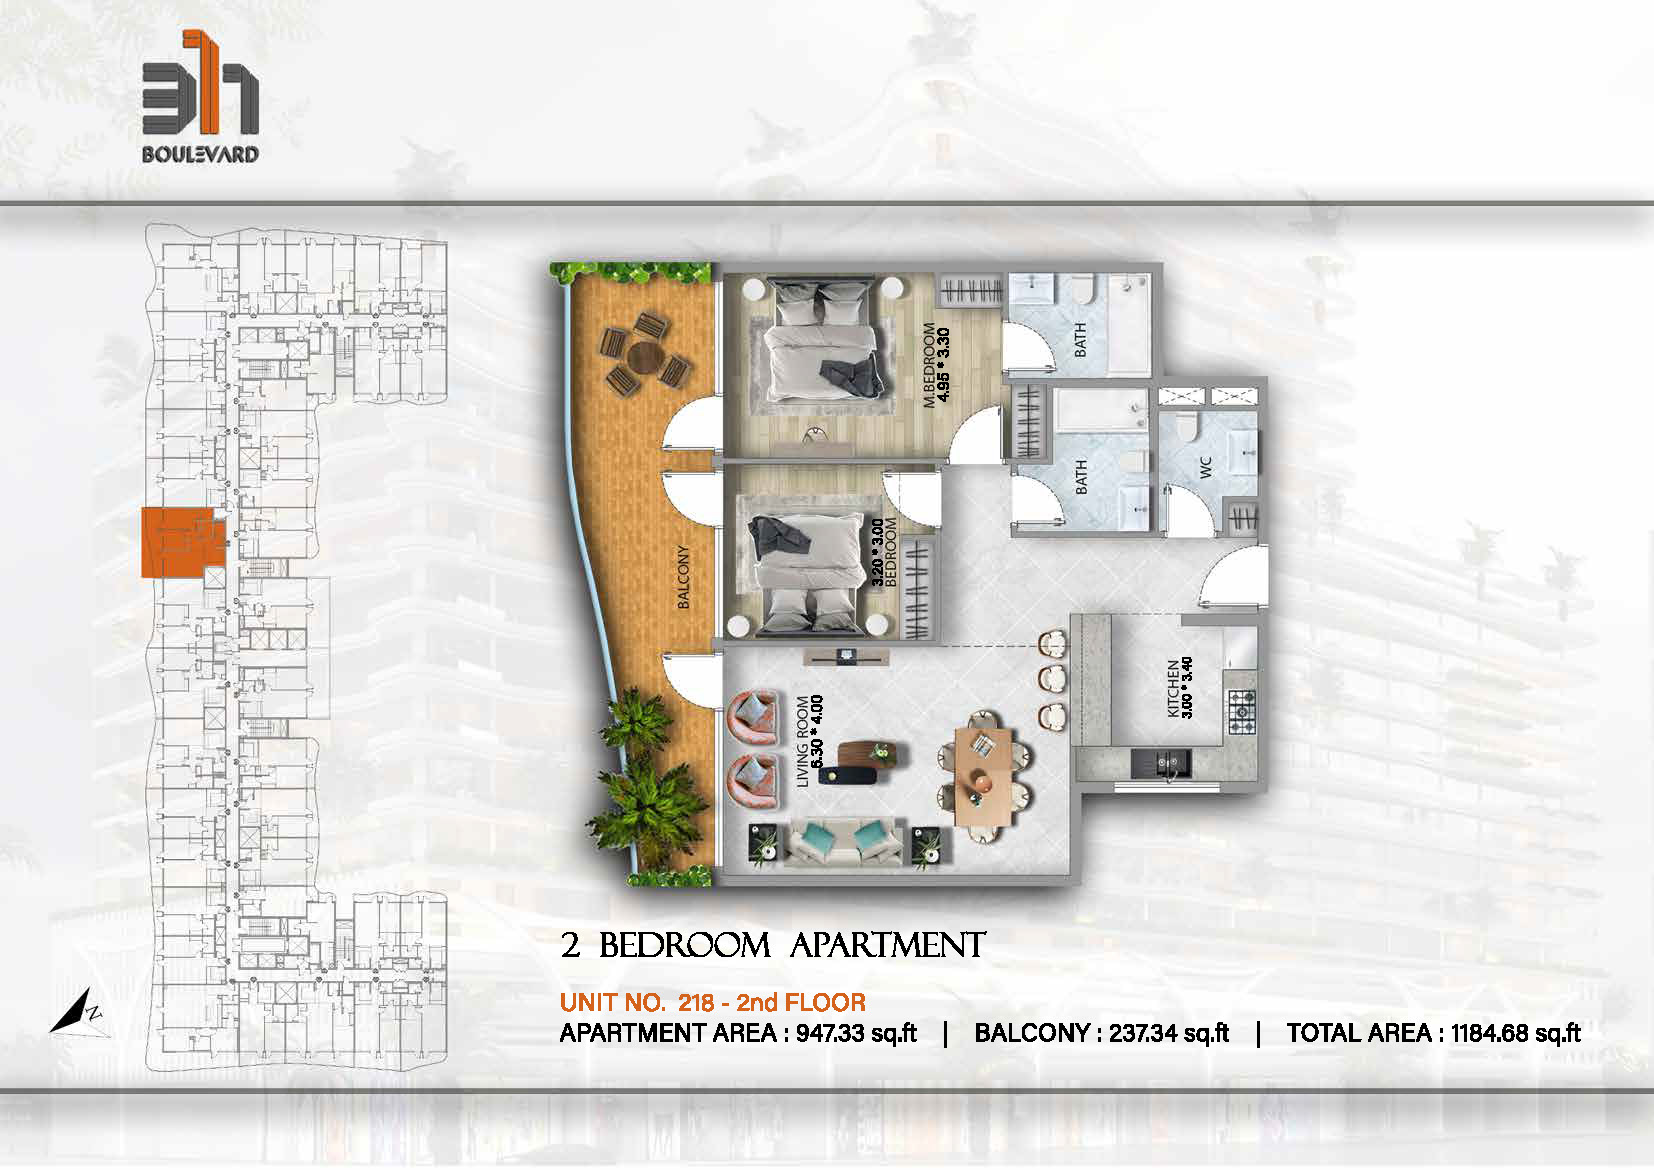 BOULEVARD
M.BEDROOM
4.95 * 3.30
BATH
BATH
WC
3.20 * 3.00
BEDROOM
BALCONY
LIVING ROOM
6.30 * 4.00
KITCHEN
3.00 * 3.40
2 BEDROOM APARTMENT
UNIT NO. 218 - 2nd FLOOR
APARTMENT AREA : 947.33 sq.ft | BALCONY : 237.34 sq.ft | TOTAL AREA : 1184.68 sq.ft
N